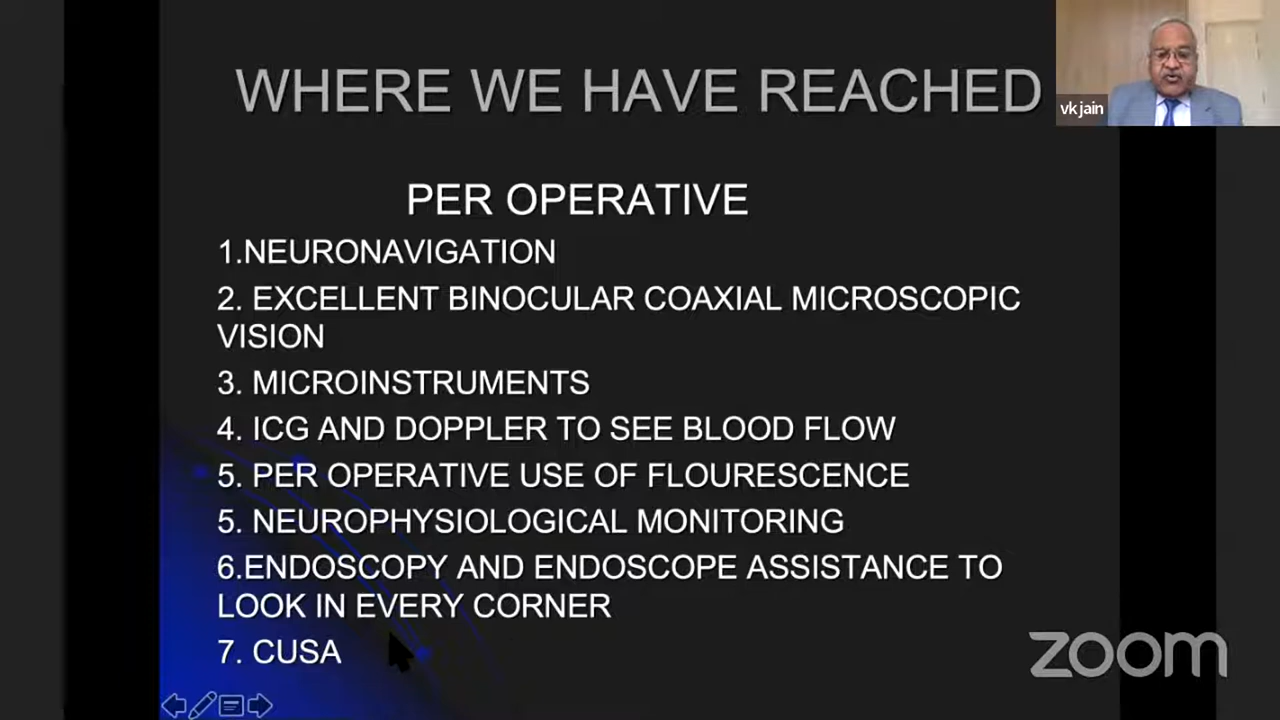 WHERE WE HAVE REACHED
vk jain
PER OPERATIVE
1.NEURONAVIGATION
2. EXCELLENT BINOCULAR COAXIAL MICROSCOPIC
VISION
3. MICROINSTRUMENTS
4. ICG AND DOPPLER TO SEE BLOOD FLOW
5. PER OPERATIVE USE OF FLOURESCENCE
5. NEUROPHYSIOLOGICAL MONITORING
6.ENDOSCOPY AND ENDOSCOPE ASSISTANCE TO
LOOK IN EVERY CORNER
7. CUSA
zoom